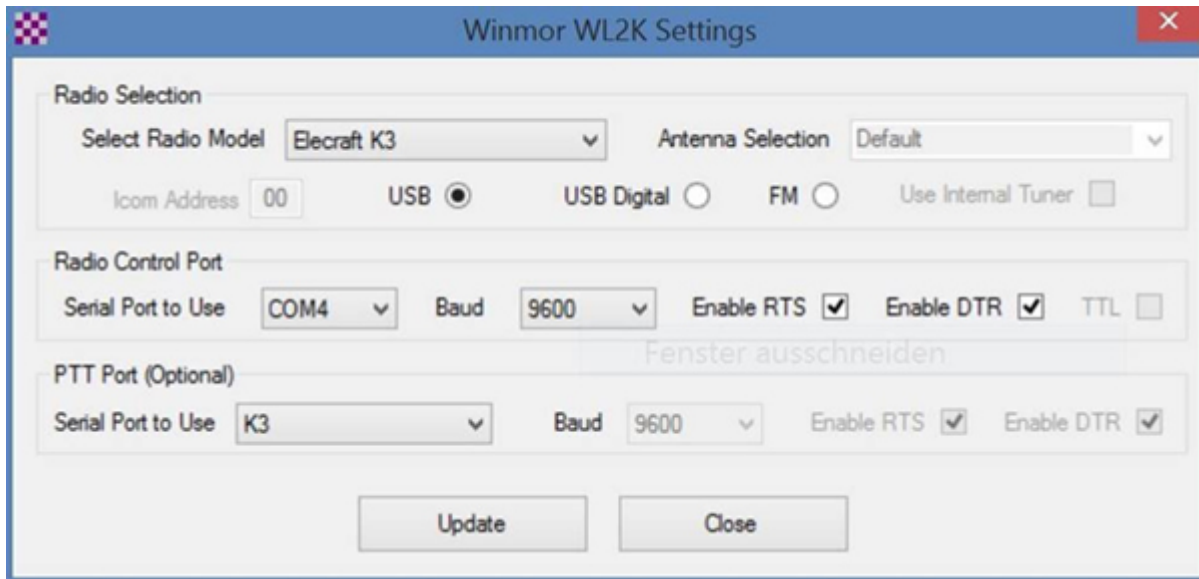 Winmor WL2K Settings
Radio Selection
Select Radio Model Elecraft K3 Antenna Selection Default
Icom Address 00 USB USB Digital FM Use Internal Tuner
Radio Control Port
Serial Port to Use COM4 Baud 9600 Enable RTS Enable DTR TTL
Fenster ausschneiden
PTT Port (Optional)
Serial Port to Use K3 Baud 9600 Enable RTS Enable DTR
Update Close